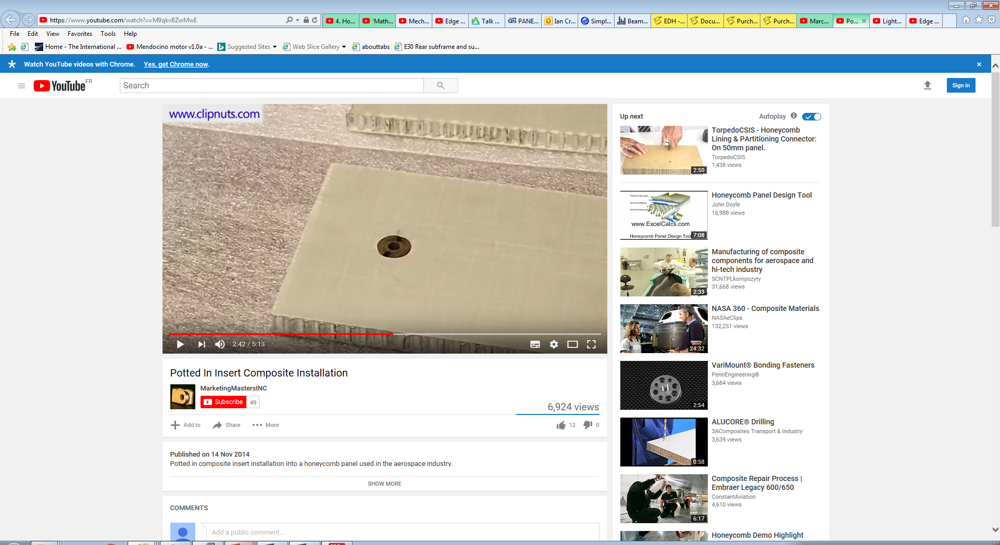 https://www.youtube.com/watch?v=M9qkvBZwMwE
4. Ho...
'Math...
Mech...
Edge ...
Talk ...
QN PANE...
Ian Cr...
Simpl...
Beam...
EDH -...
Docu...
Purch...
Purch...
Marc...
Po...
Light...
Edge ...
File Edit View Favorites Tools Help
Home - The International ...
Mendocino motor v1.0a - ...
Suggested Sites
Web Slice Gallery
abouttabs
E30 Rear subframe and su...
Watch YouTube videos with Chrome. Yes, get Chrome now.
YouTube FR
Search
Sign in
www.clipnuts.com
2:42 / 5:13
Potted In Insert Composite Installation
MarketingMastersINC
Subscribe 49
6,924 views
Add to Share More
12 0
Published on 14 Nov 2014
Potted in composite insert installation into a honeycomb panel used in the aerospace industry.
SHOW MORE
COMMENTS
Add a public comment...
Up next Autoplay
TorpedoCSIS - Honeycomb
Lining & PArtitioning Connector:
On 50mm panel.
TorpedoCSIS
1,438 views
2:50
Honeycomb Panel Design Tool
John Doyle
16,988 views
www.ExcelCalcs.com
Honeycomb Panel Design Tool
7:08
Manufacturing of composite
components for aerospace and
hi-tech industry
SCNTPLkompozyty
31,668 views
2:33
NASA 360 - Composite Materials
NASAeClips
132,251 views
24:32
VariMount® Bonding Fasteners
PennEngineering®
3,684 views
2:54
ALUCORE® Drilling
3AComposites Transport & Industry
3,639 views
0:58
Composite Repair Process |
Embraer Legacy 600/650
ConstantAviation
4,610 views
6:17
Honeycomb Demo Highlight